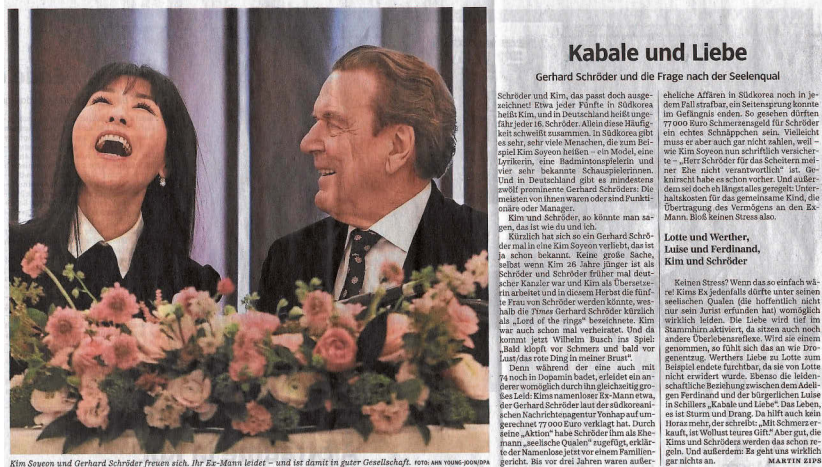 Kabale und Liebe
Gerhard Schröder und die Frage nach der Seelenqual
Schröder und Kim, das passt doch ausge-
zeichnet! Etwa jeder Fünfte in Südkorea
heißt Kim, und in Deutschland heißt unge-
fähr jeder 16. Schröder. Allein diese Häufig-
keit schweißt zusammen. In Südkorea gibt
es sehr, sehr viele Menschen, die zum Bei-
spiel Kim Soyeon heißen – ein Model, eine
Lyrikerin, eine Badmintonspielerin und
vier sehr bekannte Schauspielerinnen.
Und in Deutschland gibt es mindestens
zwölf prominente Gerhard Schröders: Die
meisten von ihnen waren oder sind Funktio-
näre oder Manager.
Kim und Schröder, so könnte man sa-
gen, das ist wie du und ich.
Kürzlich hat sich so ein Gerhard Schrö-
der mal in eine Kim Soyeon verliebt, das ist
ja schon bekannt. Keine große Sache,
selbst wenn Kim 26 Jahre jünger ist als
Schröder und Schröder früher mal deut-
scher Kanzler war und Kim als Überset-
zerin arbeitet und in diesem Herbst die fünf-
te Frau von Schröder werden könnte, wes-
halb die Times Gerhard Schröder kürzlich
als „Lord of the rings“ bezeichnete. Kim
war auch schon mal verheiratet. Und da
kommt jetzt Wilhelm Busch ins Spiel:
„Bald klopft vor Schmerz und bald vor
Lust/das rote Ding in meiner Brust“.
Denn während der eine auch mit
74 noch in Dopamin badet, erleidet ein an-
derer womöglich durch ihn gleichzeitig gro-
ßes Leid: Kims namenloser Ex-Mann etwa,
der Gerhard Schröder laut der südkoreani-
schen Nachrichtenagentur Yonhap auf um-
gerechnet 77 000 Euro verklagt hat. Durch
seine „Aktion“ habe Schröder ihm als Ehe-
mann „seelische Qualen“ zugefügt, erklär-
te der Namenlose jetzt vor einem Familien-
gericht. Bis vor drei Jahren waren außer-
eheliche Affären in Südkorea noch in je-
dem Fall strafbar, ein Seitensprung konnte
im Gefängnis enden. So gesehen dürften
77 000 Euro Schmerzensgeld für Schröder
ein echtes Schnäppchen sein. Vielleicht
muss er aber auch gar nicht zahlen, weil –
wie Kim Soyeon nun schriftlich versicher-
te – „Herr Schröder für das Scheitern mei-
ner Ehe nicht verantwortlich“ ist. Ge-
knirscht habe es schon vorher. Und außer-
dem sei doch längst alles geregelt: Unter-
haltskosten für das gemeinsame Kind, die
Übertragung des Vermögens an den Ex-
Mann. Bloß keinen Stress also.
Lotte und Werther,
Luise und Ferdinand,
Kim und Schröder
Keinen Stress? Wenn das so einfach wä-
re! Kims Ex jedenfalls dürfte unter seinen
seelischen Qualen (die hoffentlich nicht
nur sein Jurist erfunden hat) womöglich
wirklich leiden. Die Liebe wird tief im
Stammhirn aktiviert, da sitzen auch noch
andere Überlebensreflexe. Wird sie einem
genommen, so fühlt sich das an wie Dro-
genentzug. Werthers Liebe zu Lotte zum
Beispiel endete furchtbar, da sie von Lotte
nicht erwidert wurde. Ebenso die leiden-
schaftliche Beziehung zwischen dem Adeli-
gen Ferdinand und der bürgerlichen Luise
in Schillers „Kabale und Liebe“. Das Leben,
es ist Sturm und Drang. Da hilft auch kein
Horaz mehr, der schreibt: „Mit Schmerz er-
kauft, ist Wollust teures Gift.“ Aber gut, die
Kims und Schröders werden das schon re-
geln. Und außerdem: Es geht uns wirklich
gar nichts an. MARTIN ZIPS
Kim Soyeon und Gerhard Schröder freuen sich. Ihr Ex-Mann leidet – und ist damit in guter Gesellschaft. FOTO: AHN YOUNG-JOON/DPA